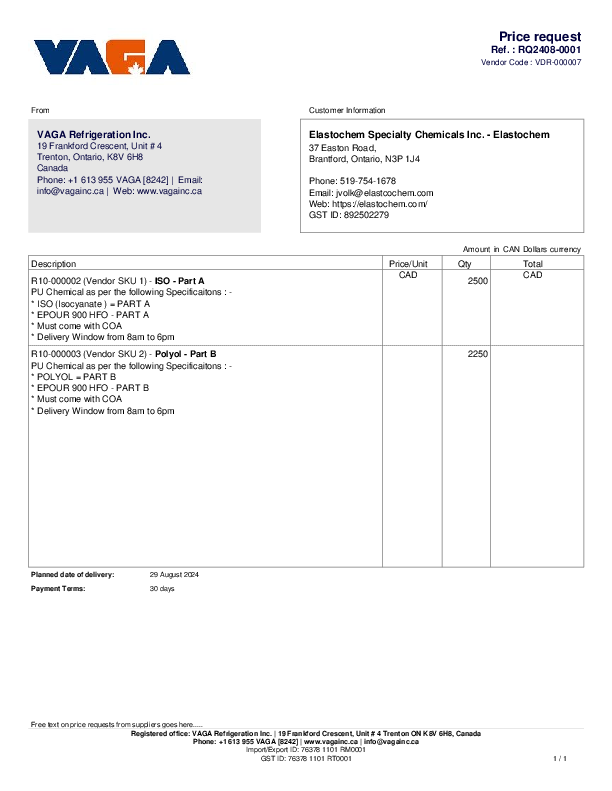 VAGA
Price request
Ref. : RQ2408-0001
Vendor Code : VDR-000007
From
Customer Information
VAGA Refrigeration Inc.
19 Frankford Crescent, Unit # 4
Trenton, Ontario, K8V 6H8
Canada
Phone: +1 613 955 VAGA [8242] | Email:
info@vagainc.ca | Web: www.vagainc.ca
Elastochem Specialty Chemicals Inc. - Elastochem
37 Easton Road,
Brantford, Ontario, N3P 1J4
Phone: 519-754-1678
Email: jvolk@elastcochem.com
Web: https://elastochem.com/
GST ID: 892502279
Amount in CAN Dollars currency
Description Price/Unit CAD Qty Total CAD
R10-000002 (Vendor SKU 1) - ISO - Part A 2500
PU Chemical as per the following Specificaitons : -
* ISO (Isocyanate ) = PART A
* EPOUR 900 HFO - PART A
* Must come with COA
* Delivery Window from 8am to 6pm
R10-000003 (Vendor SKU 2) - Polyol - Part B 2250
PU Chemical as per the following Specificaitons : -
* POLYOL = PART B
* EPOUR 900 HFO - PART B
* Must come with COA
* Delivery Window from 8am to 6pm
Planned date of delivery: 29 August 2024
Payment Terms: 30 days
Free text on price requests from suppliers goes here.....
Registered office: VAGA Refrigeration Inc. | 19 Frankford Crescent, Unit # 4 Trenton ON K8V 6H8, Canada
Phone: +1 613 955 VAGA [8242] | www.vagainc.ca | info@vagainc.ca
Import/Export ID: 76378 1101 RM0001
GST ID: 76378 1101 RT0001
1 / 1